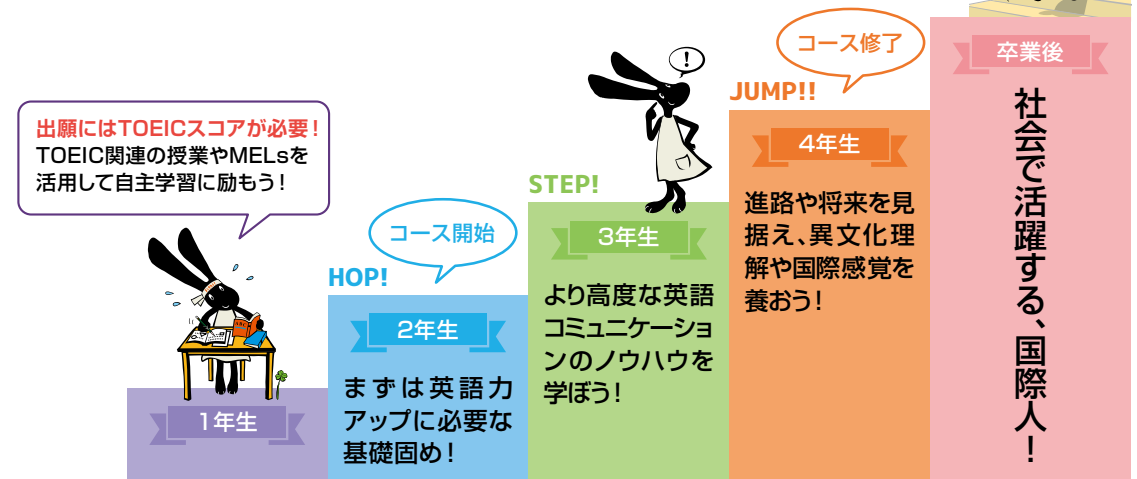 出願にはTOEICスコアが必要！
TOEIC関連の授業やMELsを
活用して自主学習に励もう！
1年生
HOP!
コース開始
2年生
まずは英語力
アップに必要な
基礎固め！
STEP!
!
3年生
より高度な英語
コミュニケーショ
ンのノウハウを
学ぼう！
JUMP!!
コース修了
4年生
進路や将来を見
据え、異文化理
解や国際感覚を
養おう！
卒業後
社会で活躍する、国際人！